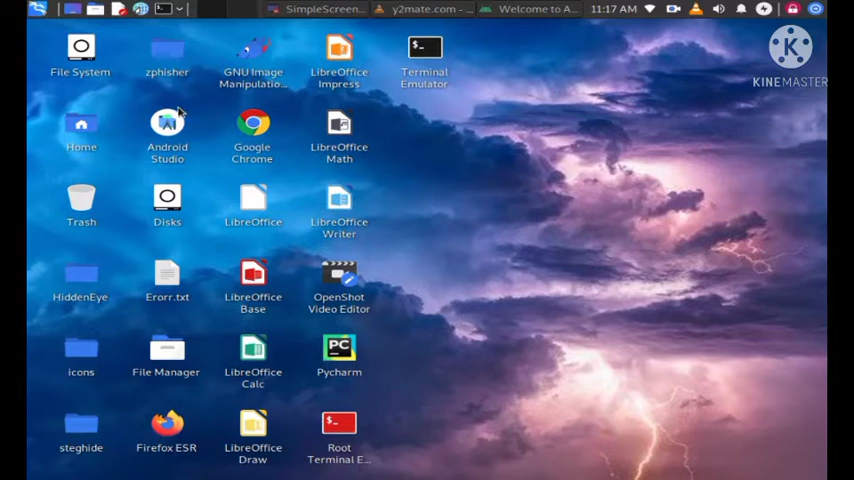 SimpleScreen...
y2mate.com - ...
Welcome to A...
11:17 AM
K
KINEMASTER
File System
zphisher
GNU Image
Manipulatio...
LibreOffice
Impress
$_
Terminal
Emulator
Home
Android
Studio
Google
Chrome
LibreOffice
Math
Trash
Disks
LibreOffice
LibreOffice
Writer
HiddenEye
Erorr.txt
LibreOffice
Base
OpenShot
Video Editor
icons
File Manager
LibreOffice
Calc
PC
Pycharm
steghide
Firefox ESR
LibreOffice
Draw
$_
Root
Terminal E...